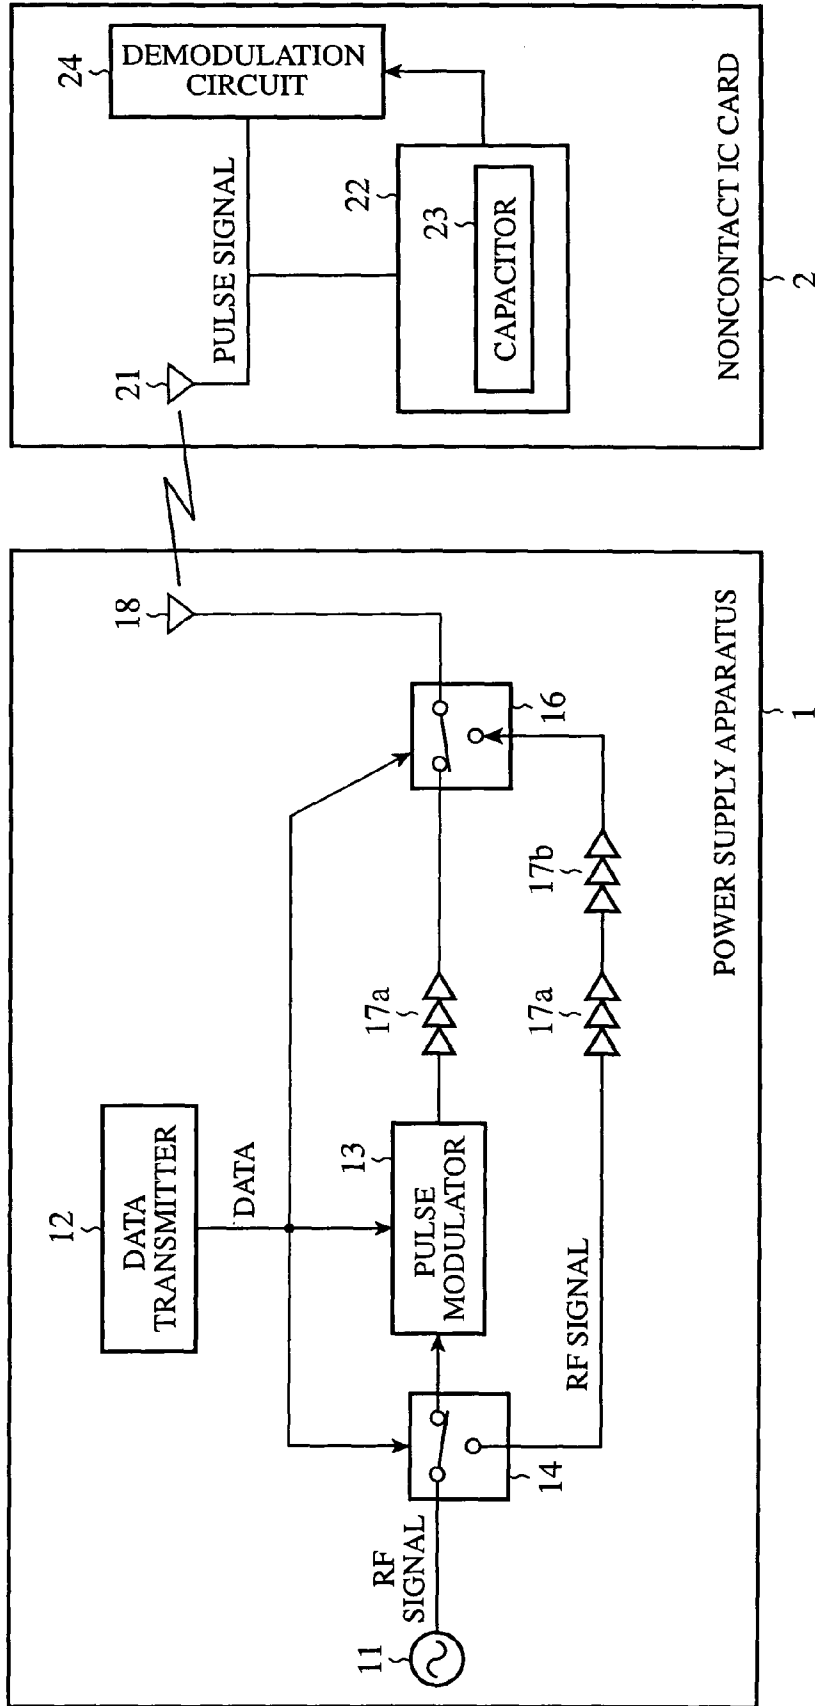 11
RF
SIGNAL
14
RF SIGNAL
12
DATA
TRANSMITTER
DATA
13
PULSE
MODULATOR
17a
17a
17b
16
18
POWER SUPPLY APPARATUS
1
21
PULSE SIGNAL
24
DEMODULATION
CIRCUIT
22
23
CAPACITOR
NONCONTACT IC CARD
2